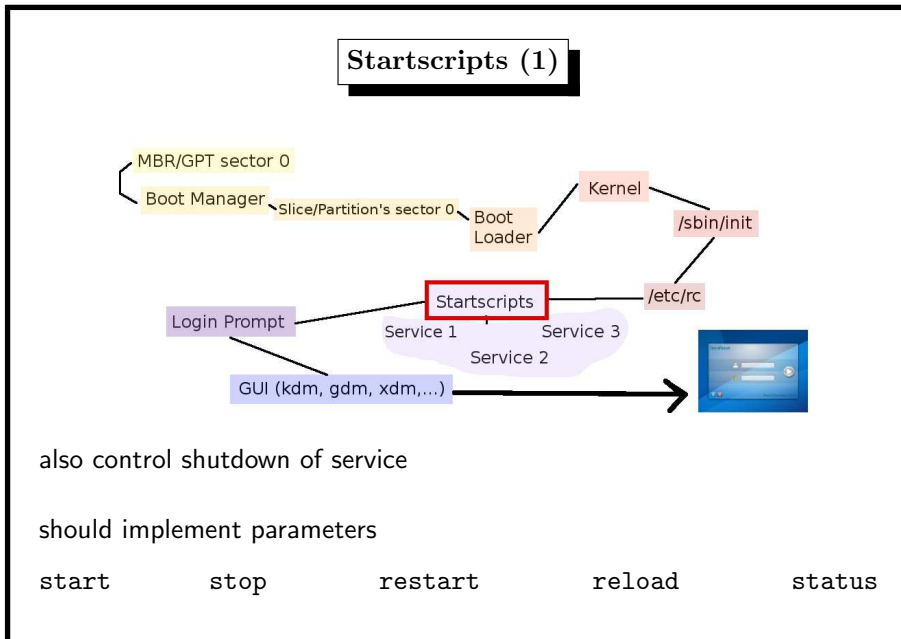 Startscripts (1)
MBR/GPT sector 0
Boot Manager
Slice/Partition's sector 0
Boot
Loader
Kernel
/sbin/init
/etc/rc
Startscripts
Service 1
Service 2
Service 3
Login Prompt
GUI (kdm, gdm, xdm,...)
also control shutdown of service
should implement parameters
start stop restart reload status